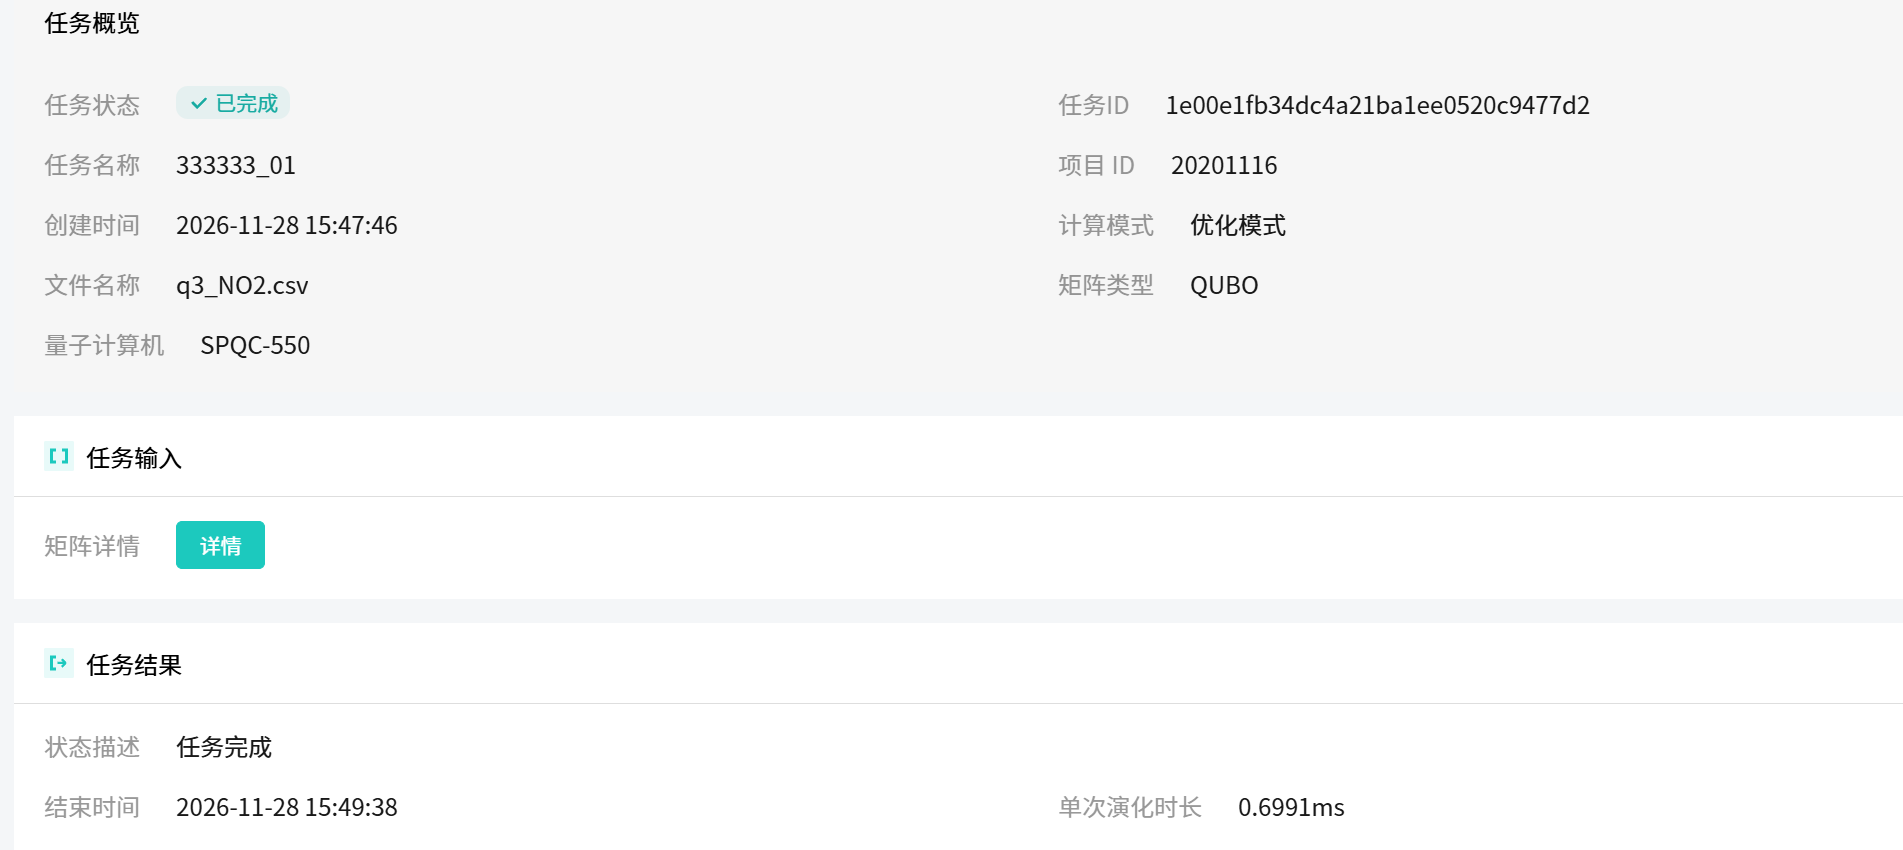 任务概览
任务状态 已完成 任务ID 1e00e1fb34dc4a21ba1ee0520c9477d2
任务名称 333333_01 项目 ID 20201116
创建时间 2026-11-28 15:47:46 计算模式 优化模式
文件名称 q3_NO2.csv 矩阵类型 QUBO
量子计算机 SPQC-550
任务输入
矩阵详情 详情
任务结果
状态描述 任务完成
结束时间 2026-11-28 15:49:38 单次演化时长 0.6991ms